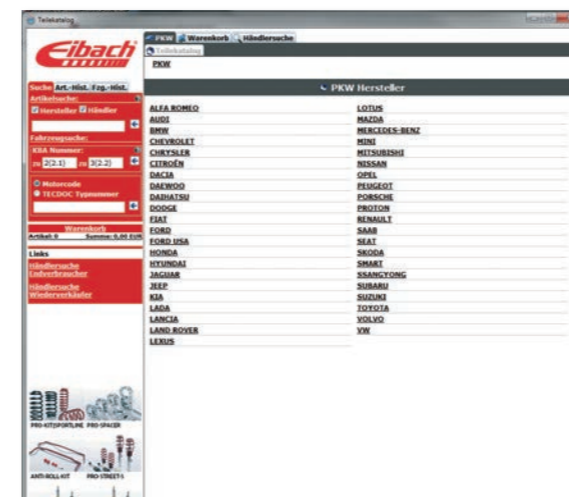 Teilekatalog
Eibach
PKW Warenkorb Händlersuche
Teilekatalog
PKW
Suche Art.-Hist. Fzg.-Hist.
Artikelsuche:
Hersteller Händler
Fahrzeugsuche:
KBA Nummer:
zu 2(2.1) zu 3(2.2)
Motorcode
TECDOC Typnummer
Warenkorb
Artikel: 0 Summe: 0,00 EUR
Links
Händlersuche
Endverbraucher
Händlersuche
Wiederverkäufer
PRO-KIT|SPORTLINE PRO-SPACER
ANTI-ROLL-KIT PRO-STREET-S
PKW Hersteller
ALFA ROMEO
AUDI
BMW
CHEVROLET
CHRYSLER
CITROËN
DACIA
DAEWOO
DAIHATSU
DODGE
FIAT
FORD
FORD USA
HONDA
HYUNDAI
JAGUAR
JEEP
KIA
LADA
LANCIA
LAND ROVER
LEXUS
LOTUS
MAZDA
MERCEDES-BENZ
MINI
MITSUBISHI
NISSAN
OPEL
PEUGEOT
PORSCHE
PROTON
RENAULT
SAAB
SEAT
SKODA
SMART
SSANGYONG
SUBARU
SUZUKI
TOYOTA
VOLVO
VW